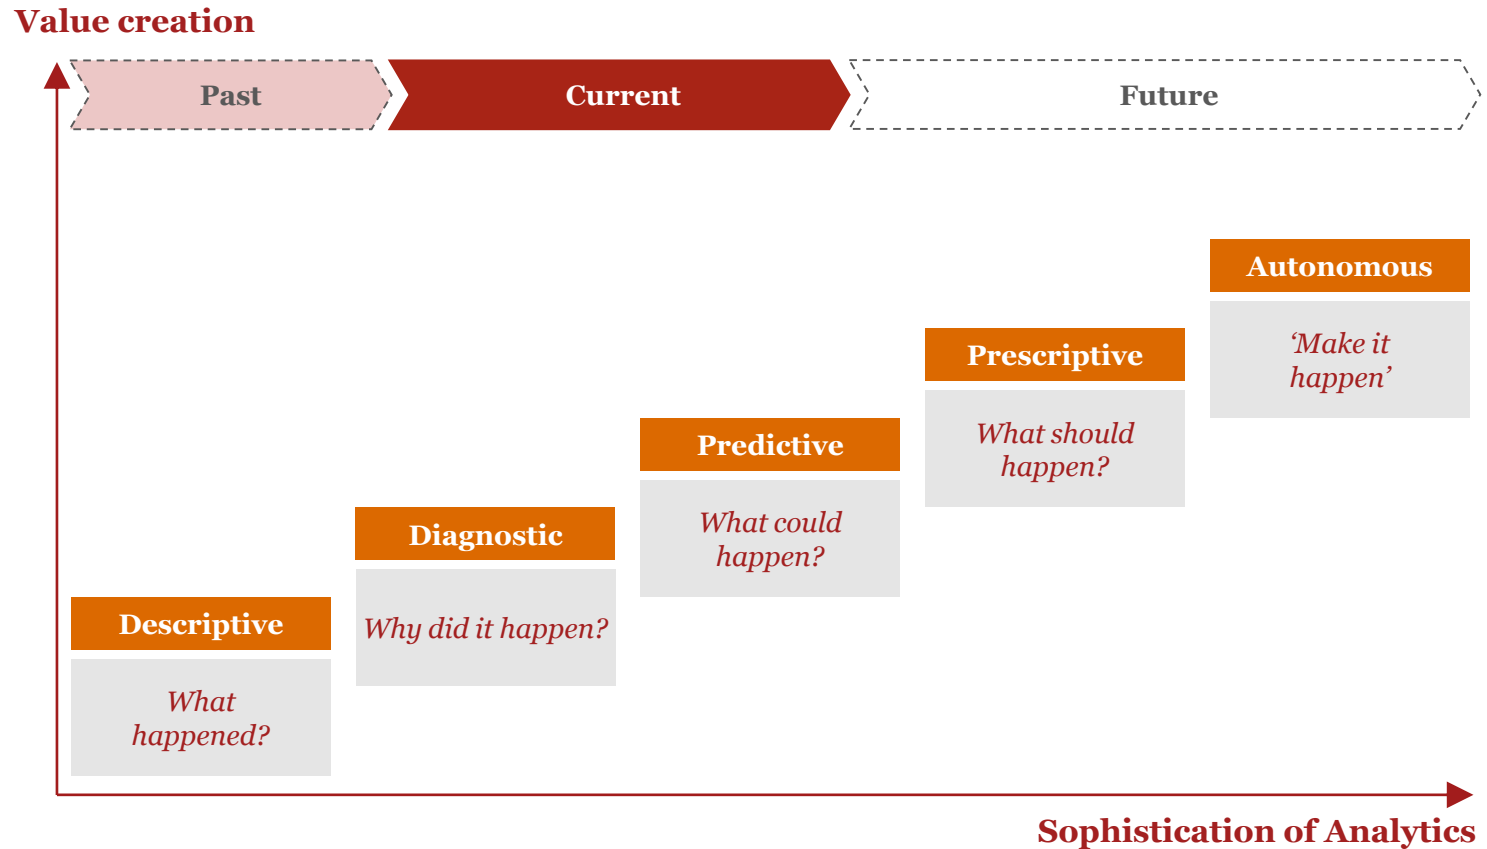 Value creation
Past
Current
Future
Autonomous
‘Make it
happen’
Prescriptive
What should
happen?
Predictive
What could
happen?
Diagnostic
Why did it happen?
Descriptive
What
happened?
Sophistication of Analytics